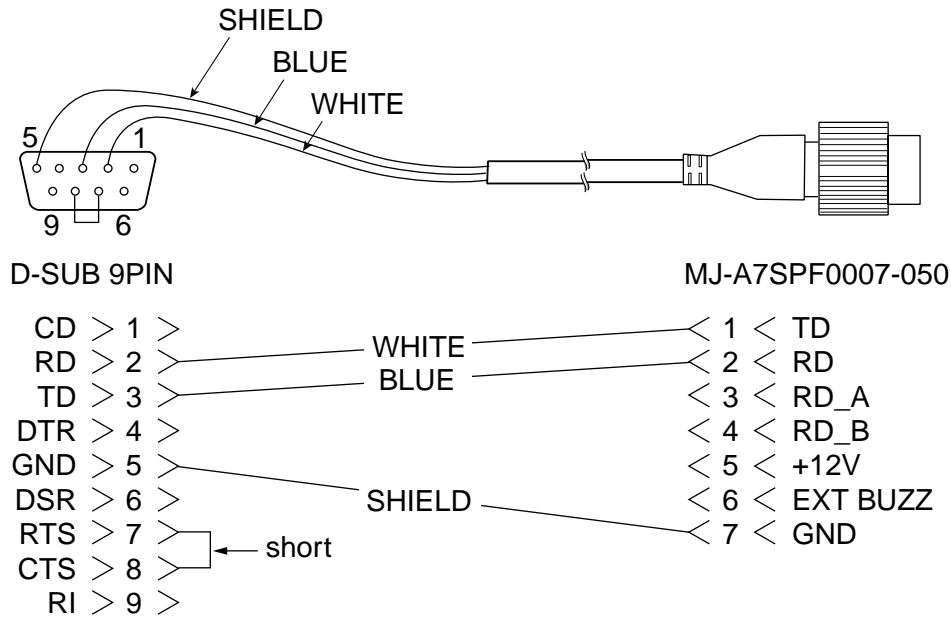 SHIELD
BLUE
WHITE
5 1
9 6
D-SUB 9PIN MJ-A7SPF0007-050
CD 1 1 TD
WHITE
RD 2 2 RD
BLUE
TD 3 3 RD_A
DTR 4 4 RD_B
GND 5 5 +12V
DSR 6 SHIELD 6 EXT BUZZ
RTS 7 7 GND
short
CTS 8
RI 9